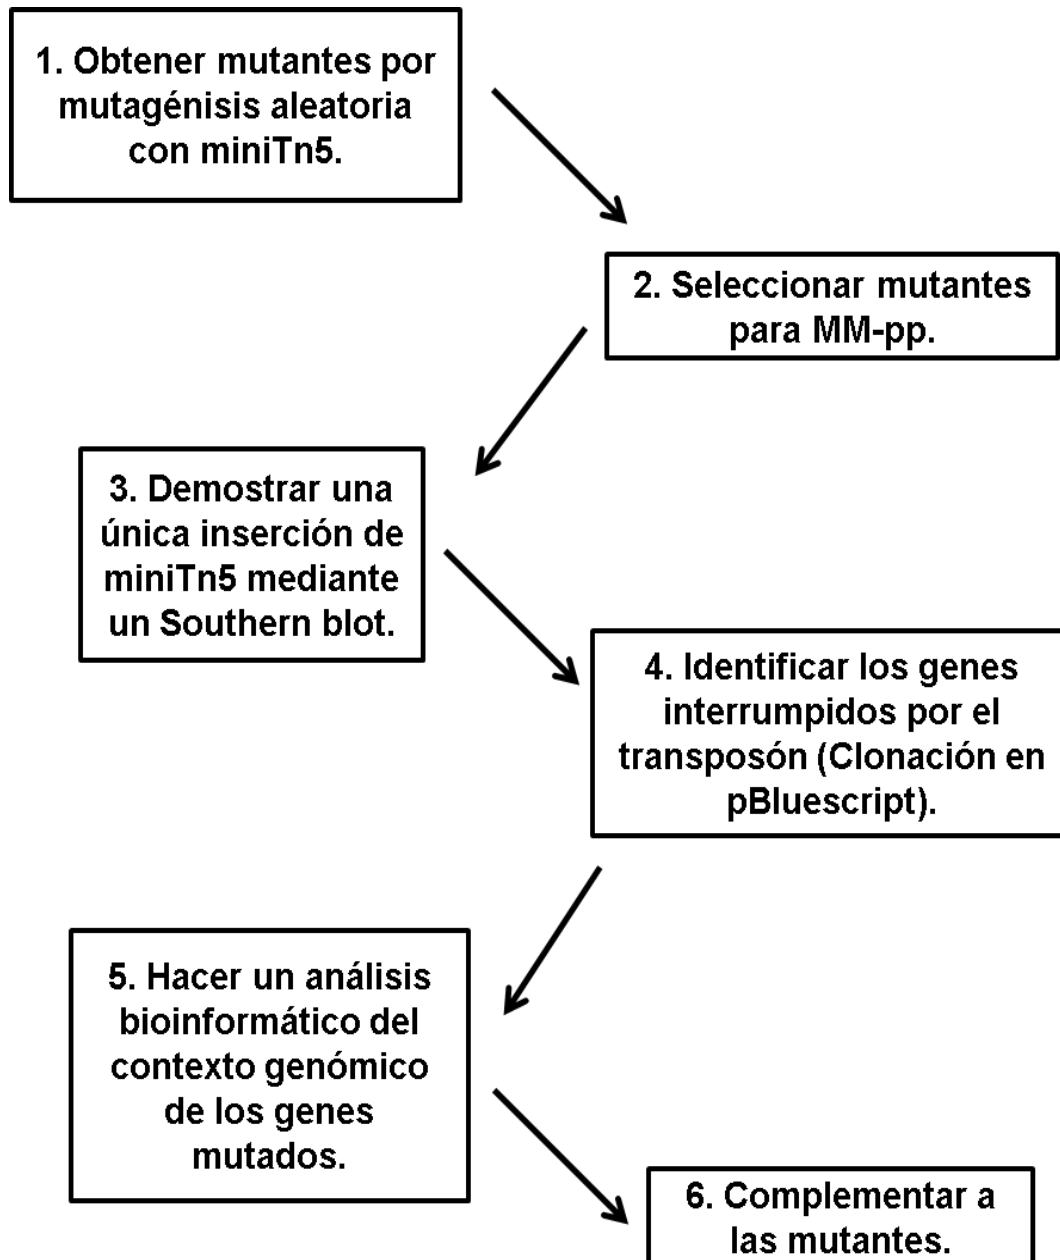 1. Obtener mutantes por
mutagénisis aleatoria
con miniTn5.
2. Seleccionar mutantes
para MM-pp.
3. Demostrar una
única inserción de
miniTn5 mediante
un Southern blot.
4. Identificar los genes
interrumpidos por el
transposón (Clonación en
pBluescript).
5. Hacer un análisis
bioinformático del
contexto genómico
de los genes
mutados.
6. Complementar a
las mutantes.